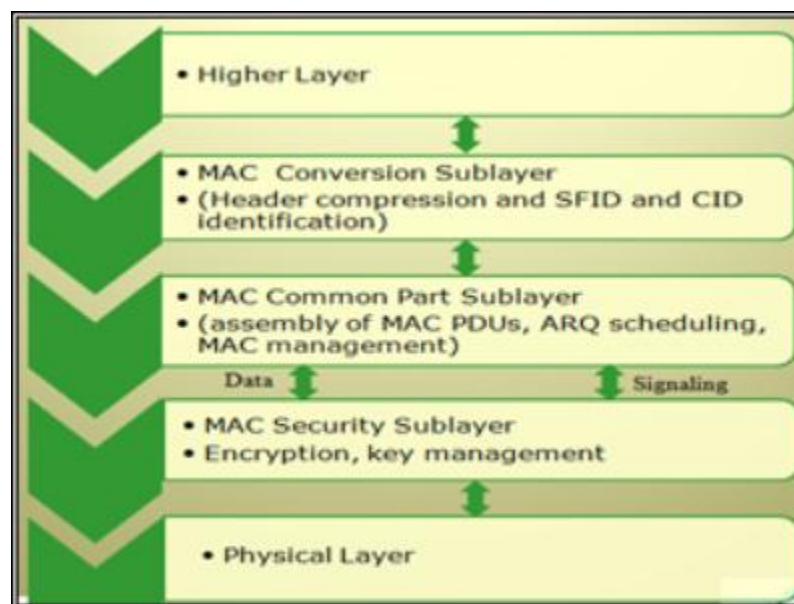 • Higher Layer
• MAC Conversion Sublayer
• (Header compression and SFID and CID
identification)
• MAC Common Part Sublayer
• (assembly of MAC PDUs, ARQ scheduling,
MAC management)
Data Signaling
• MAC Security Sublayer
• Encryption, key management
• Physical Layer